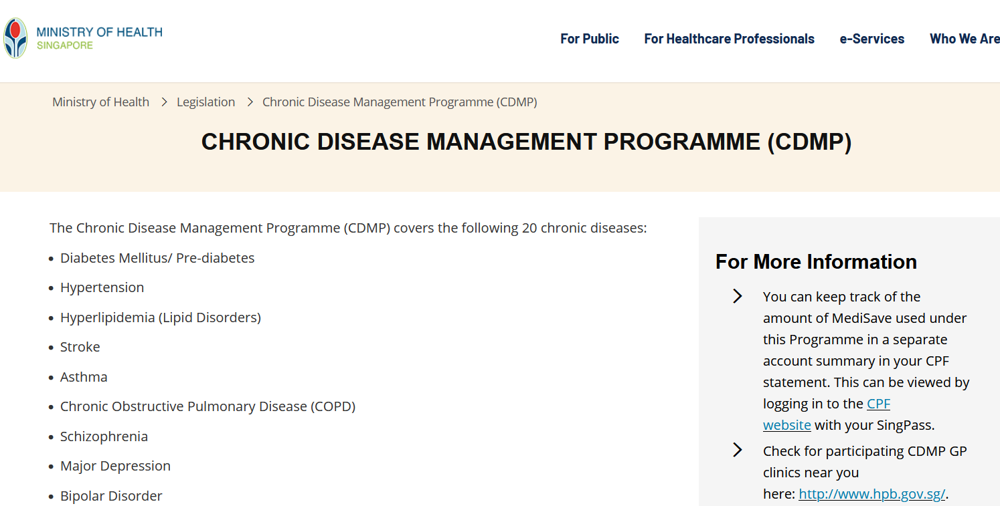 MINISTRY OF HEALTH
SINGAPORE
For Public
For Healthcare Professionals
e-Services
Who We Are
Ministry of Health > Legislation > Chronic Disease Management Programme (CDMP)
CHRONIC DISEASE MANAGEMENT PROGRAMME (CDMP)
The Chronic Disease Management Programme (CDMP) covers the following 20 chronic diseases:
• Diabetes Mellitus/ Pre-diabetes
• Hypertension
• Hyperlipidemia (Lipid Disorders)
• Stroke
• Asthma
• Chronic Obstructive Pulmonary Disease (COPD)
• Schizophrenia
• Major Depression
• Bipolar Disorder
For More Information
You can keep track of the
amount of MediSave used under
this Programme in a separate
account summary in your CPF
statement. This can be viewed by
logging in to the CPF
website with your SingPass.
Check for participating CDMP GP
clinics near you
here: http://www.hpb.gov.sg/.